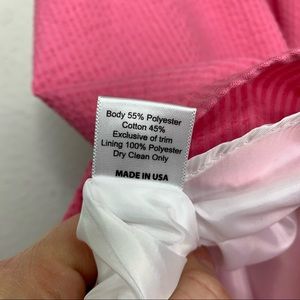 Body 55% Polyester
Cotton 45%
Exclusive of trim
Lining 100% Polyester
Dry Clean Only
MADE IN USA